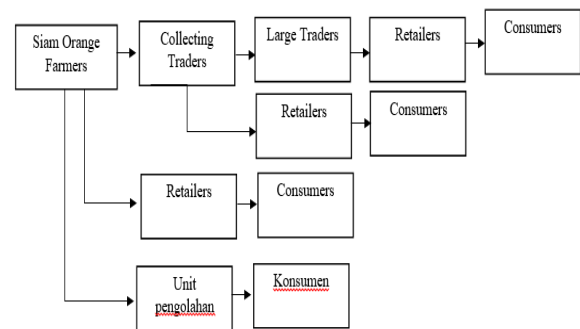 Siam Orange
Farmers
Collecting
Traders
Large Traders
Retailers
Consumers
Retailers
Consumers
Retailers
Consumers
Unit
pengolahan
Konsumen